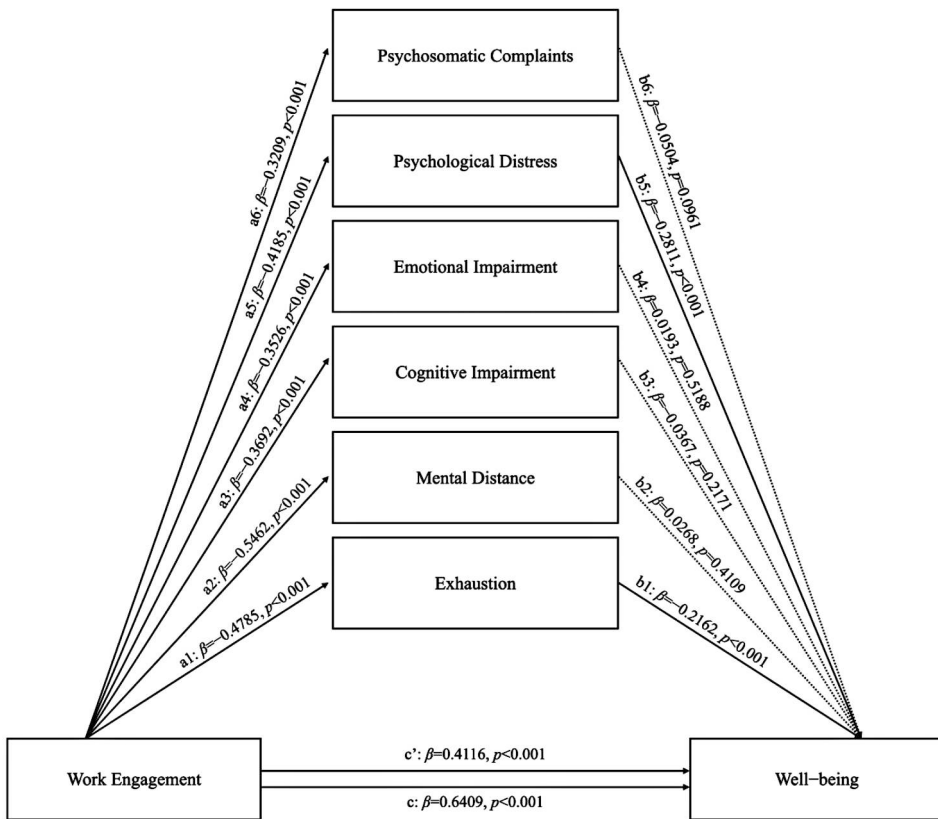 Psychosomatic Complaints
Psychological Distress
Emotional Impairment
Cognitive Impairment
Mental Distance
Exhaustion
a6: β=−0.3209, p<0.001
a5: β=−0.4185, p<0.001
a4: β=−0.3526, p<0.001
a3: β=−0.3692, p<0.001
a2: β=−0.5462, p<0.001
a1: β=−0.4785, p<0.001
b6: β=−0.0504, p=0.0961
b5: β=−0.2811, p<0.001
b4: β=0.0193, p=0.5188
b3: β=−0.0367, p=0.2171
b2: β=0.0268, p=0.4109
b1: β=−0.2162, p<0.001
Work Engagement
c’: β=0.4116, p<0.001
c: β=0.6409, p<0.001
Well−being